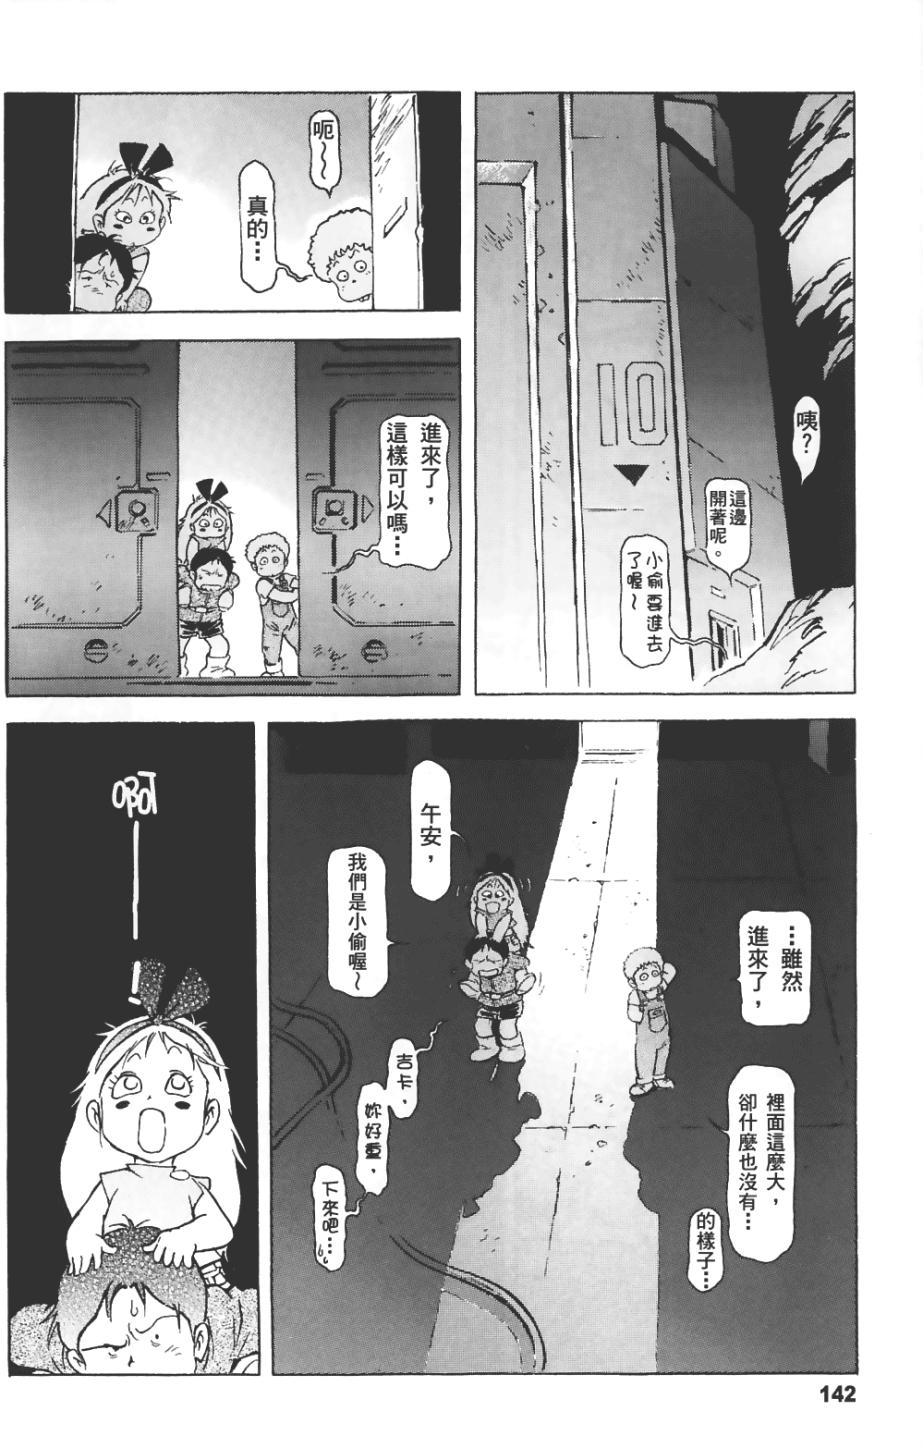 咦?
10
這邊
開著呢。
小偷要進去
了喔～
呃～
真的…
進來了，
這樣可以嗎…
…雖然
進來了，
裡面這麼大，
卻什麼也沒有…
的樣子…
午安，
我們是小偷喔～
吉卡，
妳好重，
下來吧…。
啊！
142